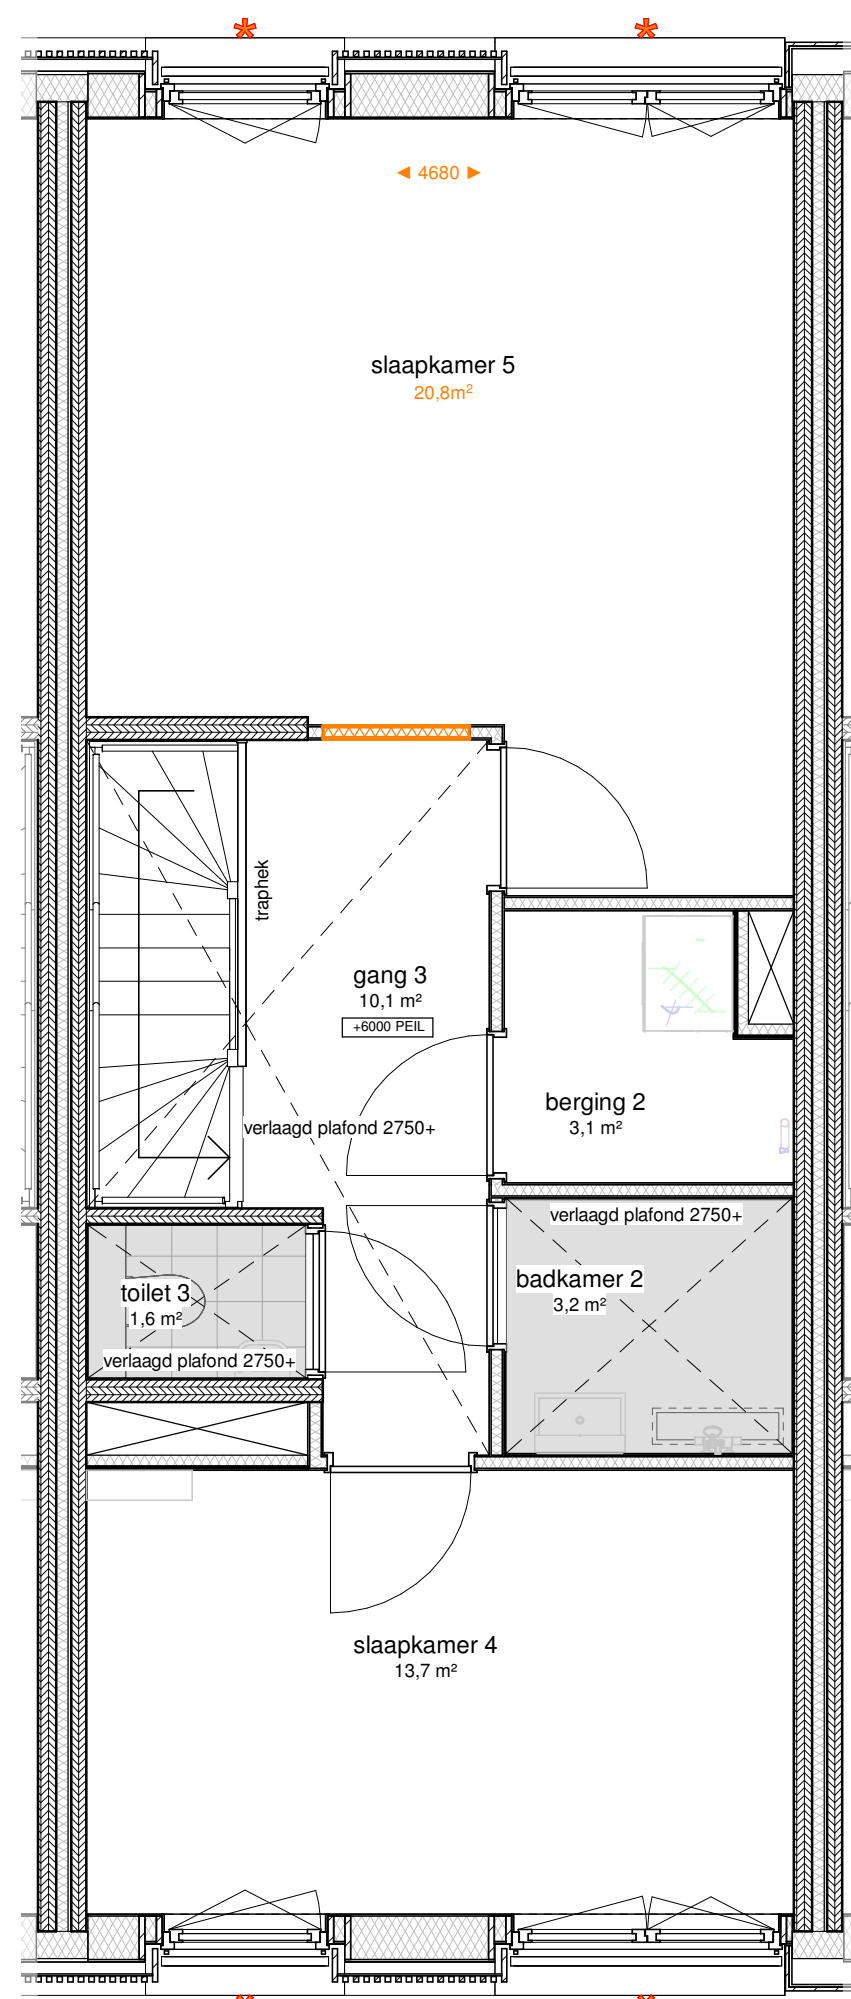 *
*
◄ 4680 ►
slaapkamer 5
20,8m²
traphek
gang 3
10,1 m²
+6000 PEIL
berging 2
3,1 m²
verlaagd plafond 2750+
verlaagd plafond 2750+
badkamer 2
3,2 m²
toilet 3
1,6 m²
verlaagd plafond 2750+
slaapkamer 4
13,7 m²